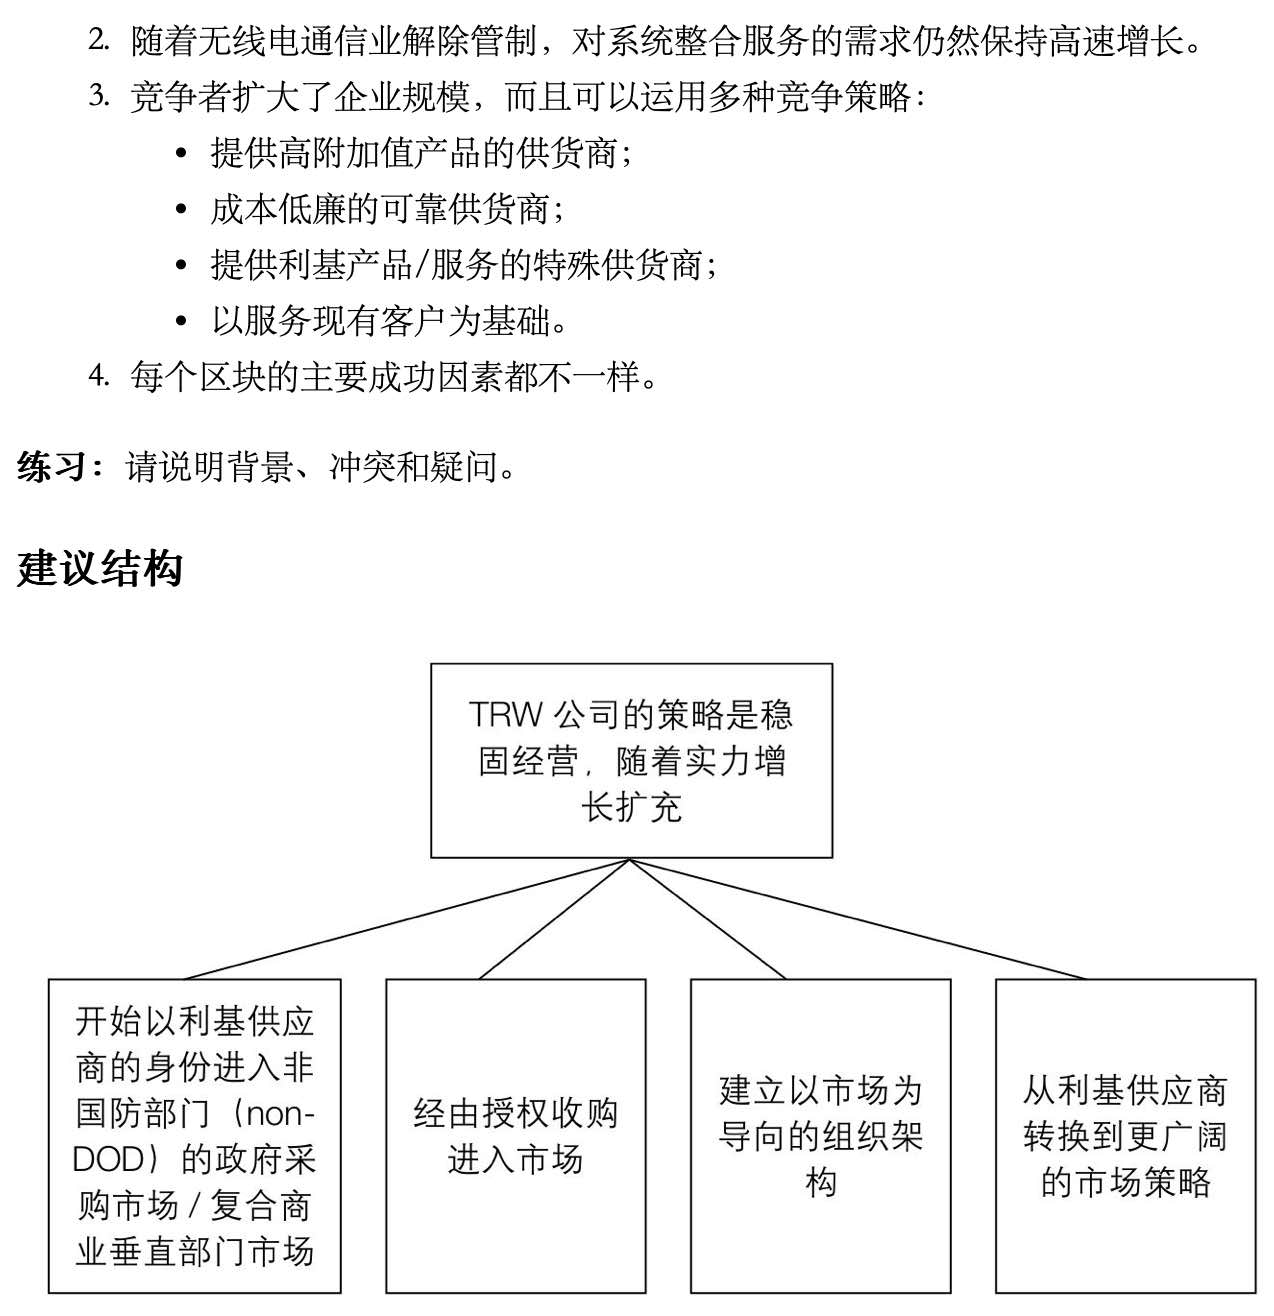 2. 随着无线电通信业解除管制，对系统整合服务的需求仍然保持高速增长。
3. 竞争者扩大了企业规模，而且可以运用多种竞争策略：
• 提供高附加值产品的供货商；
• 成本低廉的可靠供货商；
• 提供利基产品/服务的特殊供货商；
• 以服务现有客户为基础。
4. 每个区块的主要成功因素都不一样。
练习：请说明背景、冲突和疑问。
建议结构
TRW 公司的策略是稳
固经营，随着实力增
长扩充
开始以利基供应
商的身份进入非
国防部门（non-
DOD）的政府采
购市场 / 复合商
业垂直部门市场
经由授权收购
进入市场
建立以市场为
导向的组织架
构
从利基供应商
转换到更广阔
的市场策略